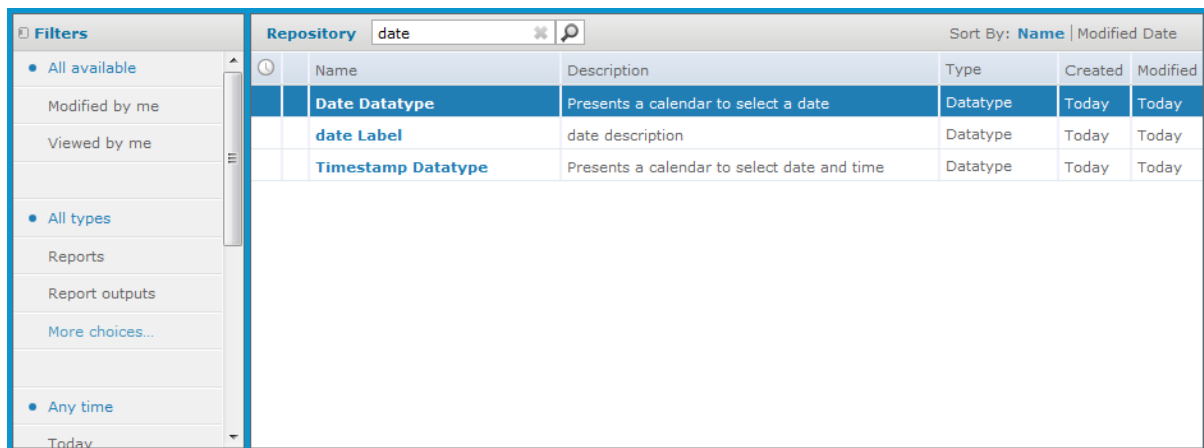 Filters
All available
Modified by me
Viewed by me
All types
Reports
Report outputs
More choices...
Any time
Today
Repository date Sort By: Name | Modified Date
Name Description Type Created Modified
Date Datatype Presents a calendar to select a date Datatype Today Today
date Label date description Datatype Today Today
Timestamp Datatype Presents a calendar to select date and time Datatype Today Today